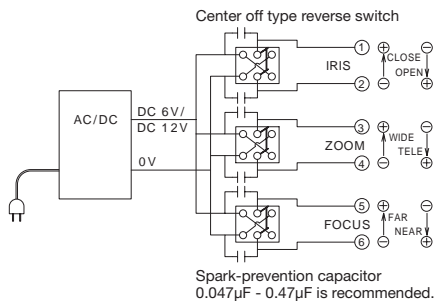 Center off type reverse switch
1 ⊕ ⊖
IRIS CLOSE
OPEN
2 ⊖ ⊕
AC/DC
DC 6V/
DC 12V
0V
3 ⊕ ⊖
ZOOM WIDE
TELE
4 ⊖ ⊕
5 ⊕ ⊖
FOCUS FAR
NEAR
6 ⊖ ⊕
Spark-prevention capacitor
0.047µF - 0.47µF is recommended.